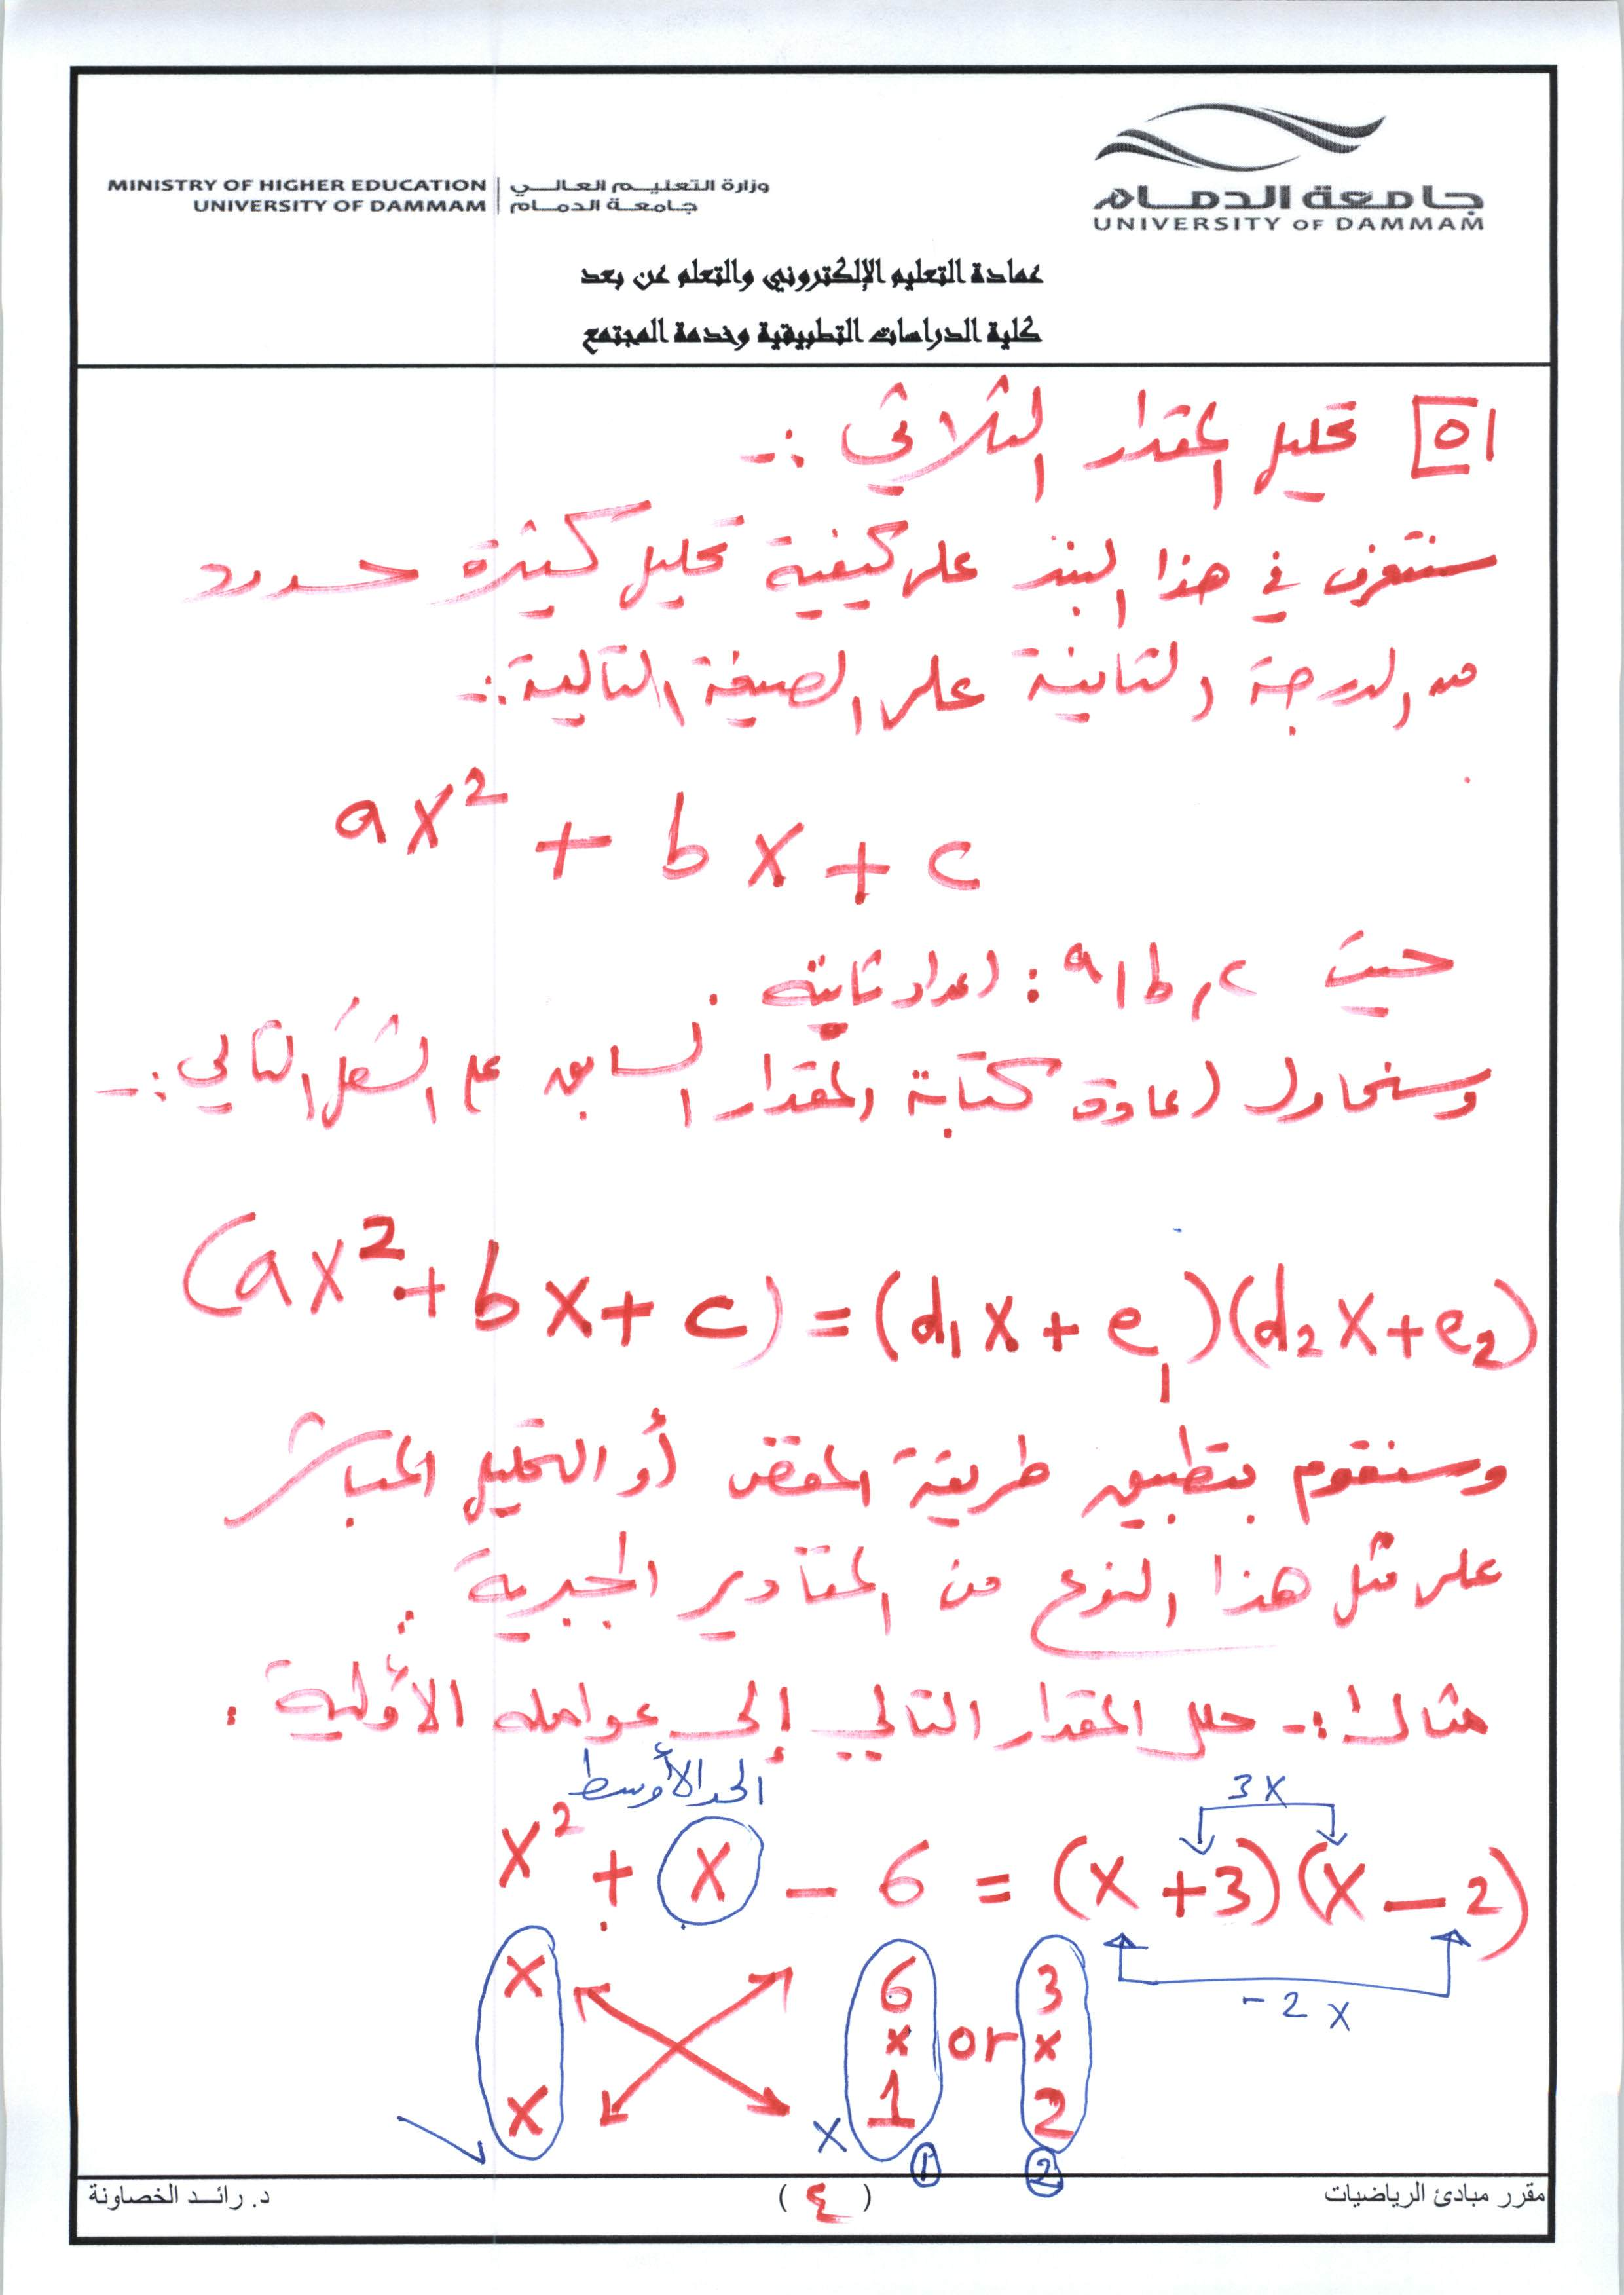 MINISTRY OF HIGHER EDUCATION | وزارة التعليم العالي
UNIVERSITY OF DAMMAM | جامعة الدمام
جامعة الدمام
UNIVERSITY OF DAMMAM
عمادة التعليم الإلكتروني والتعلم عن بعد
كلية الدراسات التطبيقية وخدمة المجتمع
٥ تحليل المقدار الثلاثي :-
سنتعرف في هذا البند على كيفية تحليل كثيرة حدود
من الدرجة الثانية على الصيغة التالية :-
ax² + bx + c
حيث a, b, c : اعداد ثابتة .
وسنحاول إعادة كتابة المقدار السابق على الشكل التالي :-
(ax² + bx + c) = (d₁x + e₁)(d₂x + e₂)
وسنقوم بتطبيق طريقة المقص أو التحليل المباشر
على مثل هذا النوع من المقادير الجبرية .
مثال :- حلل المقدار التالي إلى عوامله الأولية :
الحد الأوسط
3x
x² + x - 6 = (x + 3)(x - 2)
-2x
x 6 3
x or x
x x 1 2
① ②
مقرر مبادئ الرياضيات
( ٤ )
د. رائد الخصاونة